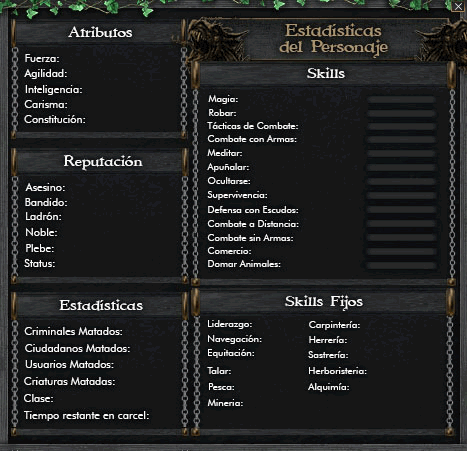 Estadísticas
del Personaje
Atributos
Fuerza:
Agilidad:
Inteligencia:
Carisma:
Constitución:
Reputación
Asesino:
Bandido:
Ladrón:
Noble:
Plebe:
Status:
Estadísticas
Criminales Matados:
Ciudadanos Matados:
Usuarios Matados:
Criaturas Matadas:
Clase:
Tiempo restante en carcel:
Skills
Magia:
Robar:
Tácticas de Combate:
Combate con Armas:
Meditar:
Apuñalar:
Ocultarse:
Supervivencia:
Defensa con Escudos:
Combate a Distancia:
Combate sin Armas:
Comercio:
Domar Animales:
Skills Fijos
Liderazgo:
Navegación:
Equitación:
Talar:
Pesca:
Mineria:
Carpintería:
Herrería:
Sastrería:
Herboristeria:
Alquimía: